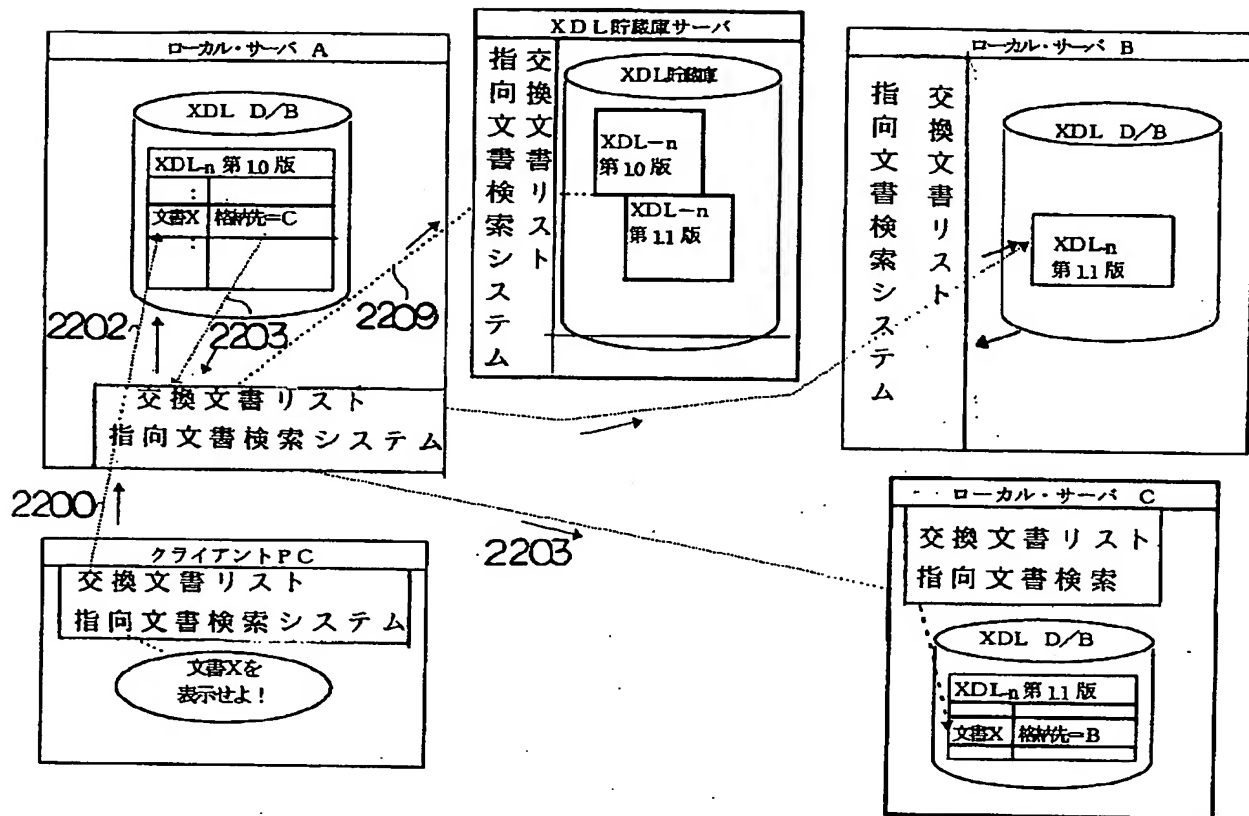 ローカル・サーバ A
XDL D/B
XDL-n 第1.0版
:
文書X 格納先=C
:
2202
2203
2209
交換文書リスト
指向文書検索システム
2200
クライアントPC
交換文書リスト
指向文書検索システム
文書Xを
表示せよ!
XDL貯蔵庫サーバ
交換文書リスト
指向文書検索システム
XDL貯蔵庫
XDL-n
第1.0版
XDL-n
第1.1版
ローカル・サーバ B
交換文書リスト
指向文書検索システム
XDL D/B
XDL-n
第1.1版
2203
ローカル・サーバ C
交換文書リスト
指向文書検索
XDL D/B
XDL-n 第1.1版
文書X 格納先=B